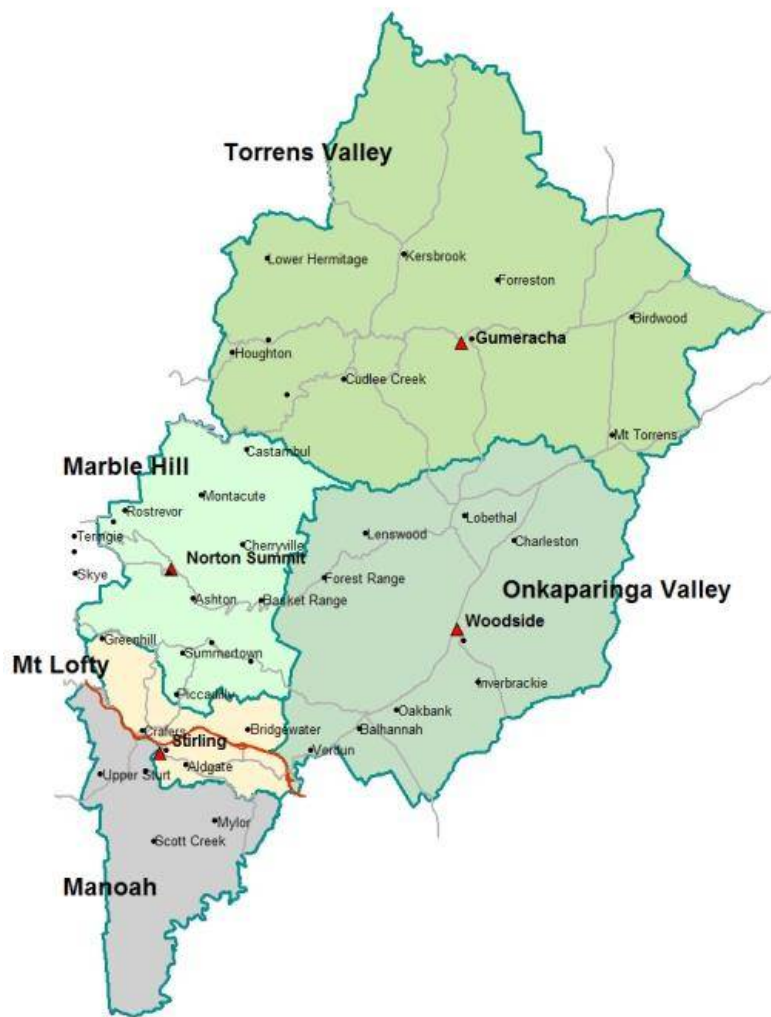 Torrens Valley
Lower Hermitage
Kersbrook
Forreston
Birdwood
Gumeracha
Houghton
Cudlee Creek
Mt Torrens
Castambul
Marble Hill
Montacute
Rostrevor
Lobethal
Teringie
Lenswood
Charleston
Cherryville
Norton Summit
Skye
Forest Range
Onkaparinga Valley
Ashton
Basket Range
Woodside
Greenhill
Summertown
Mt Lofty
Inverbrackie
Piccadilly
Oakbank
Crafers
Bridgewater
Balhannah
Stirling
Verdun
Upper Sturt
Aldgate
Mylor
Scott Creek
Manoah